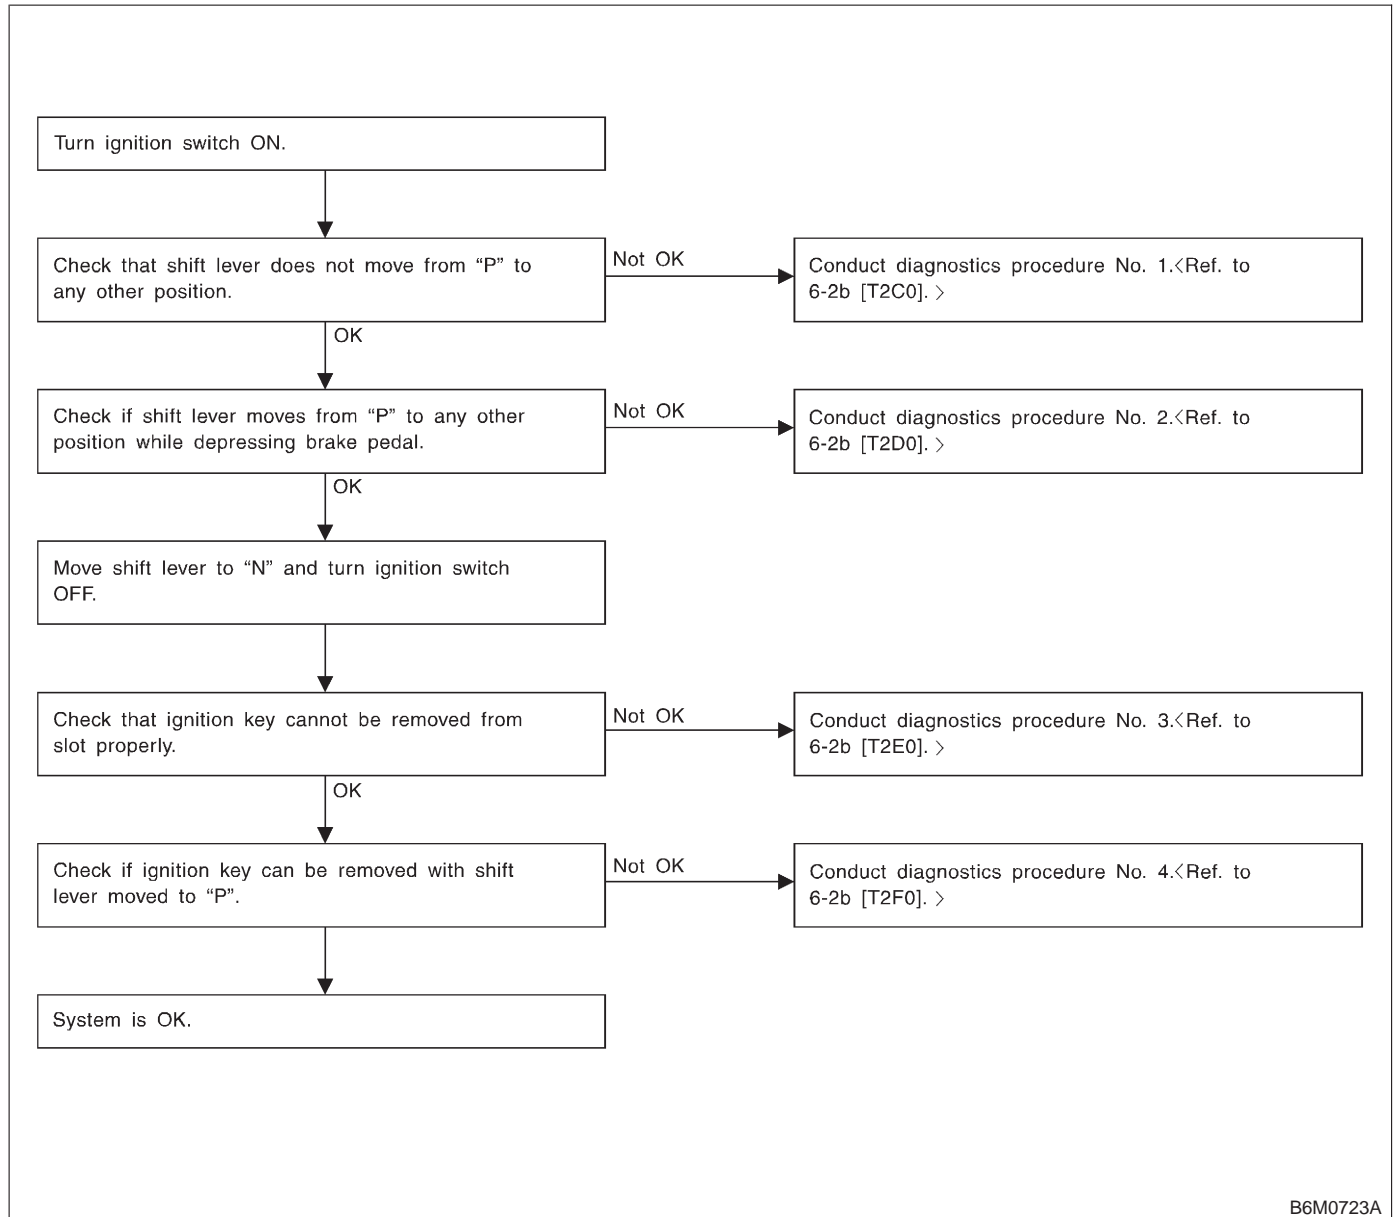 Turn ignition switch ON.
Check that shift lever does not move from “P” to
any other position.
Not OK
Conduct diagnostics procedure No. 1.<Ref. to
6-2b [T2C0]. >
OK
Check if shift lever moves from “P” to any other
position while depressing brake pedal.
Not OK
Conduct diagnostics procedure No. 2.<Ref. to
6-2b [T2D0]. >
OK
Move shift lever to “N” and turn ignition switch
OFF.
Check that ignition key cannot be removed from
slot properly.
Not OK
Conduct diagnostics procedure No. 3.<Ref. to
6-2b [T2E0]. >
OK
Check if ignition key can be removed with shift
lever moved to “P”.
Not OK
Conduct diagnostics procedure No. 4.<Ref. to
6-2b [T2F0]. >
System is OK.
B6M0723A